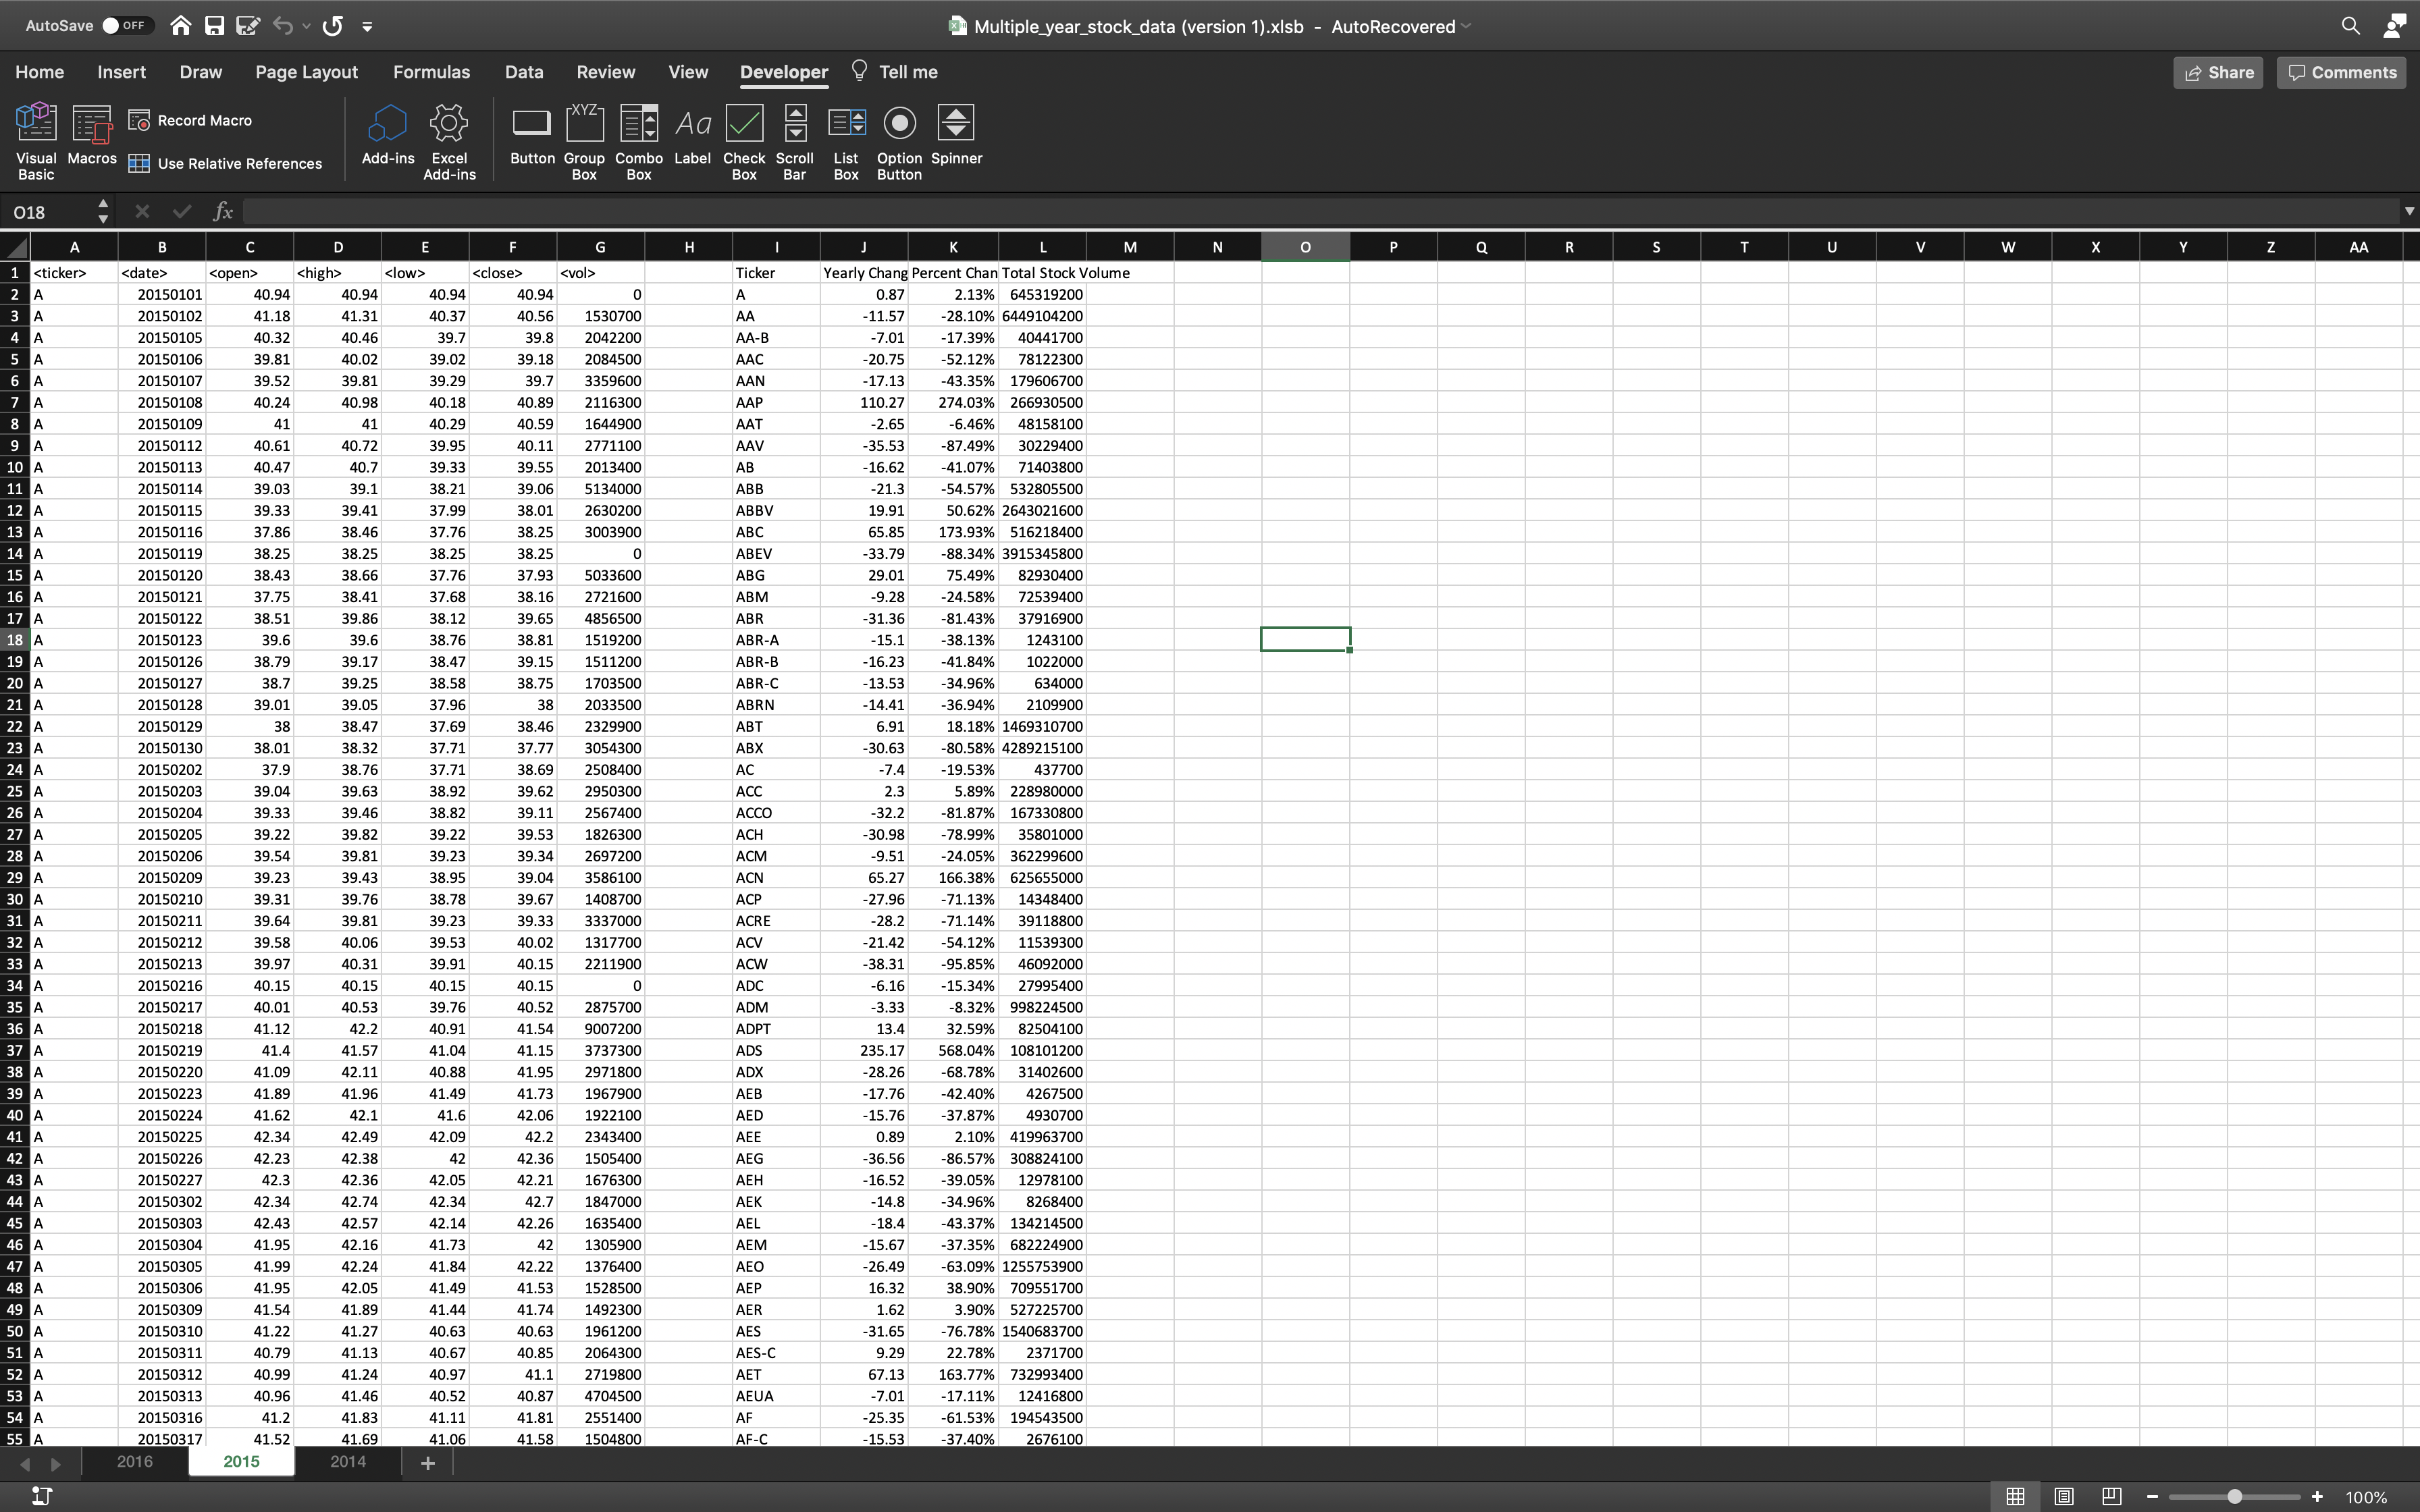 AutoSave OFF Multiple_year_stock_data (version 1).xlsb - AutoRecovered
Home Insert Draw Page Layout Formulas Data Review View Developer Tell me Share Comments
Visual Basic Macros Record Macro Use Relative References Add-ins Excel Add-ins Button Group Box XYZ Combo Box Aa Label Check Box Scroll Bar List Box Option Button Spinner
O18 fx
A B C D E F G H I J K L M N O P Q R S T U V W X Y Z AA
1 <ticker> <date> <open> <high> <low> <close> <vol> Ticker Yearly Chang Percent Chan Total Stock Volume
2 A 20150101 40.94 40.94 40.94 40.94 0 A 0.87 2.13% 645319200
3 A 20150102 41.18 41.31 40.37 40.56 1530700 AA -11.57 -28.10% 6449104200
4 A 20150105 40.32 40.46 39.7 39.8 2042200 AA-B -7.01 -17.39% 40441700
5 A 20150106 39.81 40.02 39.02 39.18 2084500 AAC -20.75 -52.12% 78122300
6 A 20150107 39.52 39.81 39.29 39.7 3359600 AAN -17.13 -43.35% 179606700
7 A 20150108 40.24 40.98 40.18 40.89 2116300 AAP 110.27 274.03% 266930500
8 A 20150109 41 41 40.29 40.59 1644900 AAT -2.65 -6.46% 48158100
9 A 20150112 40.61 40.72 39.95 40.11 2771100 AAV -35.53 -87.49% 30229400
10 A 20150113 40.47 40.7 39.33 39.55 2013400 AB -16.62 -41.07% 71403800
11 A 20150114 39.03 39.1 38.21 39.06 5134000 ABB -21.3 -54.57% 532805500
12 A 20150115 39.33 39.41 37.99 38.01 2630200 ABBV 19.91 50.62% 2643021600
13 A 20150116 37.86 38.46 37.76 38.25 3003900 ABC 65.85 173.93% 516218400
14 A 20150119 38.25 38.25 38.25 38.25 0 ABEV -33.79 -88.34% 3915345800
15 A 20150120 38.43 38.66 37.76 37.93 5033600 ABG 29.01 75.49% 82930400
16 A 20150121 37.75 38.41 37.68 38.16 2721600 ABM -9.28 -24.58% 72539400
17 A 20150122 38.51 39.86 38.12 39.65 4856500 ABR -31.36 -81.43% 37916900
18 A 20150123 39.6 39.6 38.76 38.81 1519200 ABR-A -15.1 -38.13% 1243100
19 A 20150126 38.79 39.17 38.47 39.15 1511200 ABR-B -16.23 -41.84% 1022000
20 A 20150127 38.7 39.25 38.58 38.75 1703500 ABR-C -13.53 -34.96% 634000
21 A 20150128 39.01 39.05 37.96 38 2033500 ABRN -14.41 -36.94% 2109900
22 A 20150129 38 38.47 37.69 38.46 2329900 ABT 6.91 18.18% 1469310700
23 A 20150130 38.01 38.32 37.71 37.77 3054300 ABX -30.63 -80.58% 4289215100
24 A 20150202 37.9 38.76 37.71 38.69 2508400 AC -7.4 -19.53% 437700
25 A 20150203 39.04 39.63 38.92 39.62 2950300 ACC 2.3 5.89% 228980000
26 A 20150204 39.33 39.46 38.82 39.11 2567400 ACCO -32.2 -81.87% 167330800
27 A 20150205 39.22 39.82 39.22 39.53 1826300 ACH -30.98 -78.99% 35801000
28 A 20150206 39.54 39.81 39.23 39.34 2697200 ACM -9.51 -24.05% 362299600
29 A 20150209 39.23 39.43 38.95 39.04 3586100 ACN 65.27 166.38% 625655000
30 A 20150210 39.31 39.76 38.78 39.67 1408700 ACP -27.96 -71.13% 14348400
31 A 20150211 39.64 39.81 39.23 39.33 3337000 ACRE -28.2 -71.14% 39118800
32 A 20150212 39.58 40.06 39.53 40.02 1317700 ACV -21.42 -54.12% 11539300
33 A 20150213 39.97 40.31 39.91 40.15 2211900 ACW -38.31 -95.85% 46092000
34 A 20150216 40.15 40.15 40.15 40.15 0 ADC -6.16 -15.34% 27995400
35 A 20150217 40.01 40.53 39.76 40.52 2875700 ADM -3.33 -8.32% 998224500
36 A 20150218 41.12 42.2 40.91 41.54 9007200 ADPT 13.4 32.59% 82504100
37 A 20150219 41.4 41.57 41.04 41.15 3737300 ADS 235.17 568.04% 108101200
38 A 20150220 41.09 42.11 40.88 41.95 2971800 ADX -28.26 -68.78% 31402600
39 A 20150223 41.89 41.96 41.49 41.73 1967900 AEB -17.76 -42.40% 4267500
40 A 20150224 41.62 42.1 41.6 42.06 1922100 AED -15.76 -37.87% 4930700
41 A 20150225 42.34 42.49 42.09 42.2 2343400 AEE 0.89 2.10% 419963700
42 A 20150226 42.23 42.38 42 42.36 1505400 AEG -36.56 -86.57% 308824100
43 A 20150227 42.3 42.36 42.05 42.21 1676300 AEH -16.52 -39.05% 12978100
44 A 20150302 42.34 42.74 42.34 42.7 1847000 AEK -14.8 -34.96% 8268400
45 A 20150303 42.43 42.57 42.14 42.26 1635400 AEL -18.4 -43.37% 134214500
46 A 20150304 41.95 42.16 41.73 42 1305900 AEM -15.67 -37.35% 682224900
47 A 20150305 41.99 42.24 41.84 42.22 1376400 AEO -26.49 -63.09% 1255753900
48 A 20150306 41.95 42.05 41.49 41.53 1528500 AEP 16.32 38.90% 709551700
49 A 20150309 41.54 41.89 41.44 41.74 1492300 AER 1.62 3.90% 527225700
50 A 20150310 41.22 41.27 40.63 40.63 1961200 AES -31.65 -76.78% 1540683700
51 A 20150311 40.79 41.13 40.67 40.85 2064300 AES-C 9.29 22.78% 2371700
52 A 20150312 40.99 41.24 40.97 41.1 2719800 AET 67.13 163.77% 732993400
53 A 20150313 40.96 41.46 40.52 40.87 4704500 AEUA -7.01 -17.11% 12416800
54 A 20150316 41.2 41.83 41.11 41.81 2551400 AF -25.35 -61.53% 194543500
55 A 20150317 41.52 41.69 41.06 41.58 1504800 AF-C -15.53 -37.40% 2676100
2016 2015 2014 +
100%